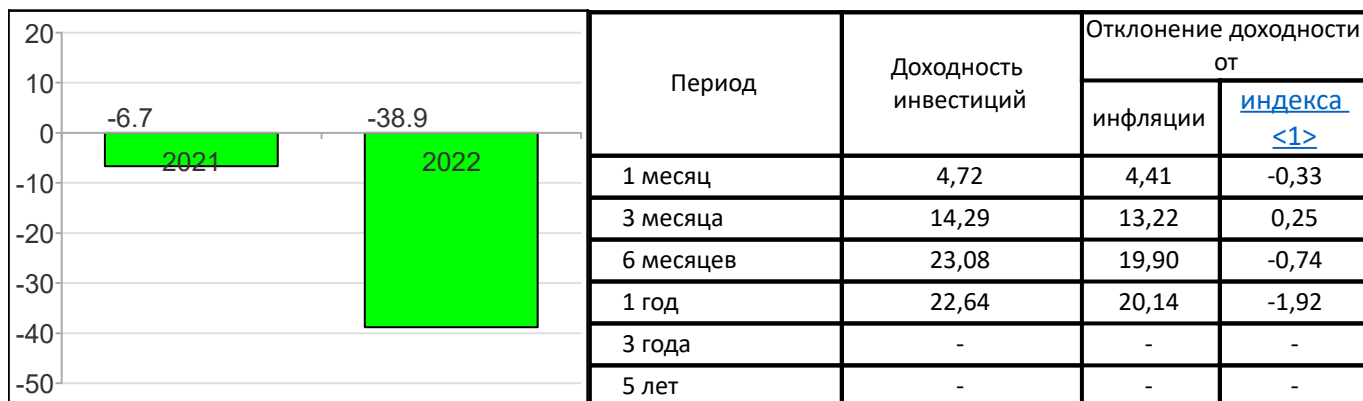 20
10
0
-10
-20
-30
-40
-50
-6.7
-38.9
2021
2022
Период
Доходность
инвестиций
Отклонение доходности
от
инфляции
индекса
<1>
1 месяц 4,72 4,41 -0,33
3 месяца 14,29 13,22 0,25
6 месяцев 23,08 19,90 -0,74
1 год 22,64 20,14 -1,92
3 года - - -
5 лет - - -